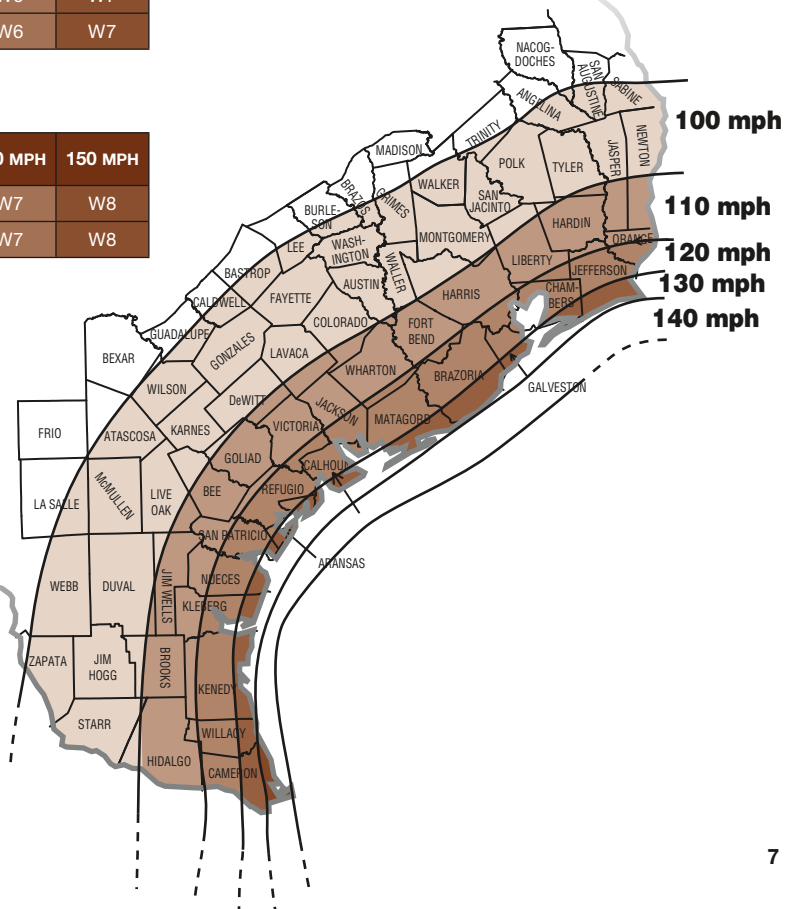 W6 W7
150 MPH
W7 W8
W7 W8
NACOG-
DOCHES
SAN
AUGUSTINE
SABINE
ANGELINA
100 mph
TRINITY
NEWTON
MADISON
JASPER
POLK
TYLER
BRAZOS
GRIMES
WALKER
SAN
JACINTO
110 mph
BURLE-
SON
HARDIN
LEE
WASH-
INGTON
MONTGOMERY
ORANGE
120 mph
WALLER
LIBERTY
JEFFERSON
BASTROP
130 mph
AUSTIN
CHAM-
BERS
CALDWELL
FAYETTE
HARRIS
140 mph
COLORADO
FORT
BEND
GUADALUPE
GONZALES
LAVACA
BEXAR
WHARTON
BRAZORIA
GALVESTON
WILSON
DeWITT
JACKSON
MATAGORD
FRIO
ATASCOSA
KARNES
VICTORIA
GOLIAD
CALHOUN
McMULLEN
LIVE
OAK
BEE
REFUGIO
LA SALLE
SAN PATRICIO
ARANSAS
WEBB
DUVAL
JIM WELLS
NUECES
KLEBERG
ZAPATA
JIM
HOGG
BROOKS
KENEDY
STARR
WILLACY
HIDALGO
CAMERON
7